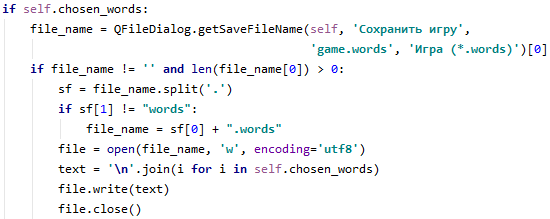 if self.chosen_words:
    file_name = QFileDialog.getSaveFileName(self, 'Сохранить игру',
                                            'game.words', 'Игра (*.words)')[0]
    if file_name != '' and len(file_name[0]) > 0:
        sf = file_name.split('.')
        if sf[1] != "words":
            file_name = sf[0] + ".words"
        file = open(file_name, 'w', encoding='utf8')
        text = '\n'.join(i for i in self.chosen_words)
        file.write(text)
        file.close()